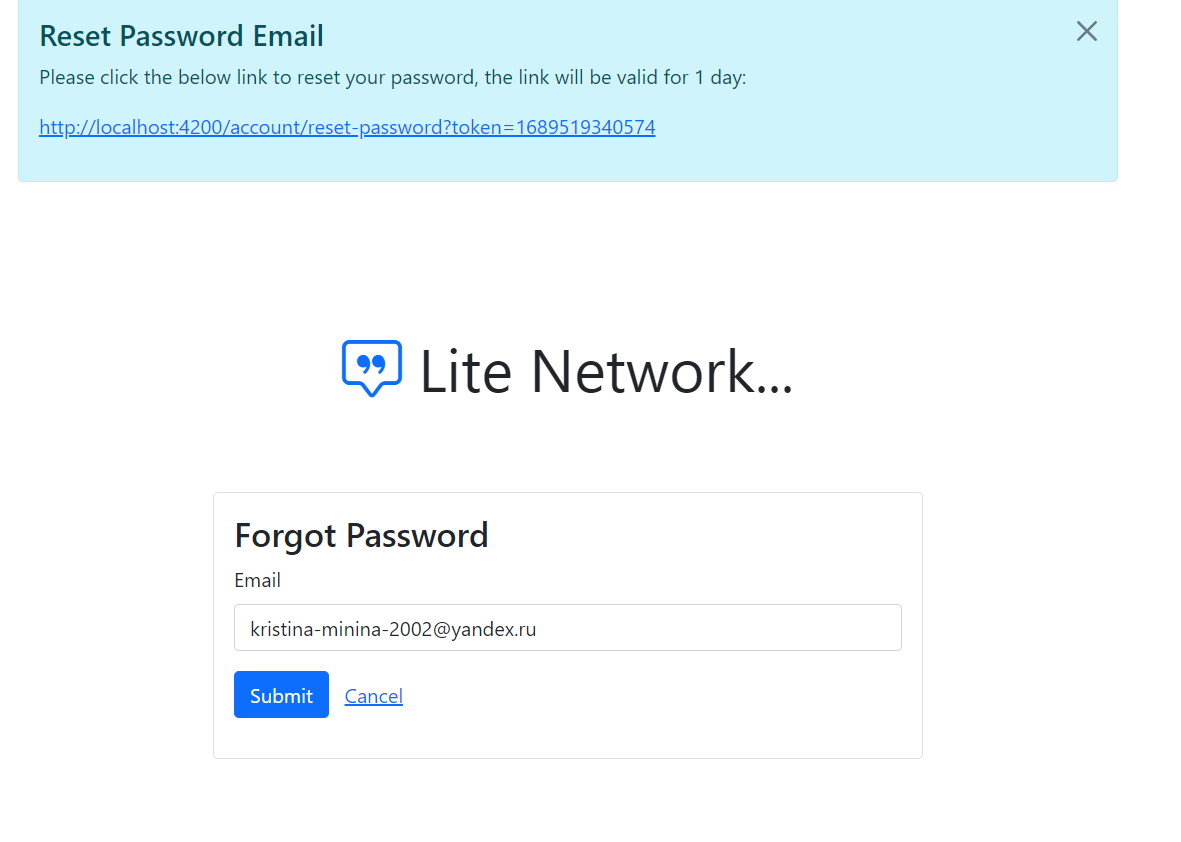 Reset Password Email
Please click the below link to reset your password, the link will be valid for 1 day:
http://localhost:4200/account/reset-password?token=1689519340574
Lite Network...
Forgot Password
Email
kristina-minina-2002@yandex.ru
Submit Cancel